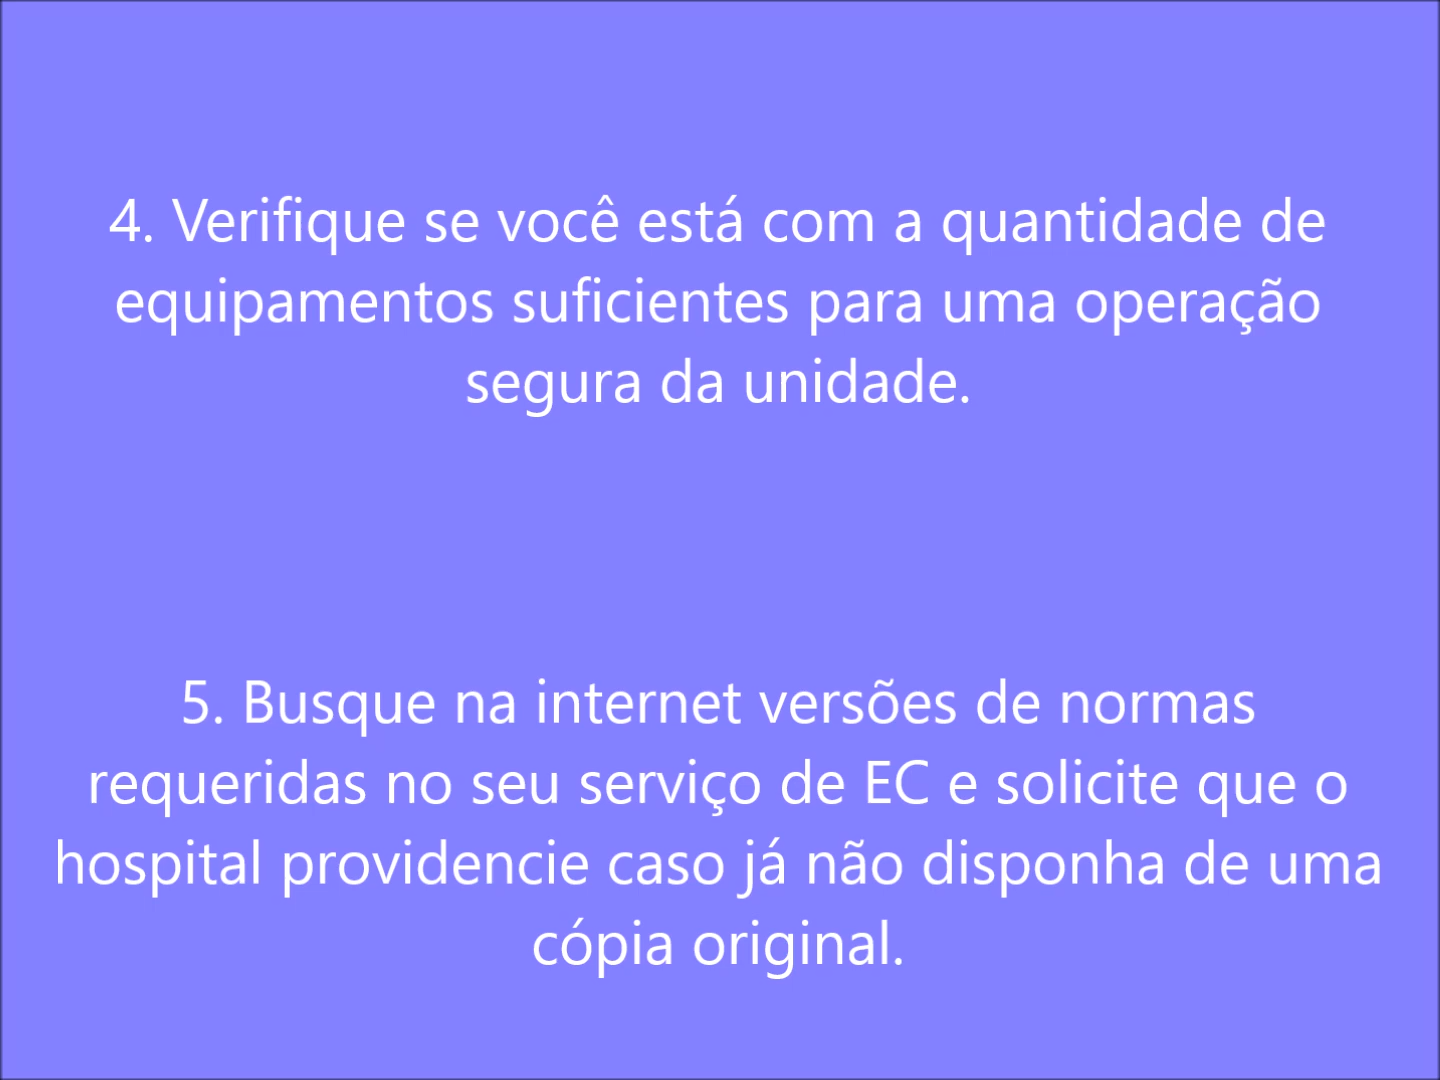 4. Verifique se você está com a quantidade de
equipamentos suficientes para uma operação
segura da unidade.
5. Busque na internet versões de normas
requeridas no seu serviço de EC e solicite que o
hospital providencie caso já não disponha de uma
cópia original.